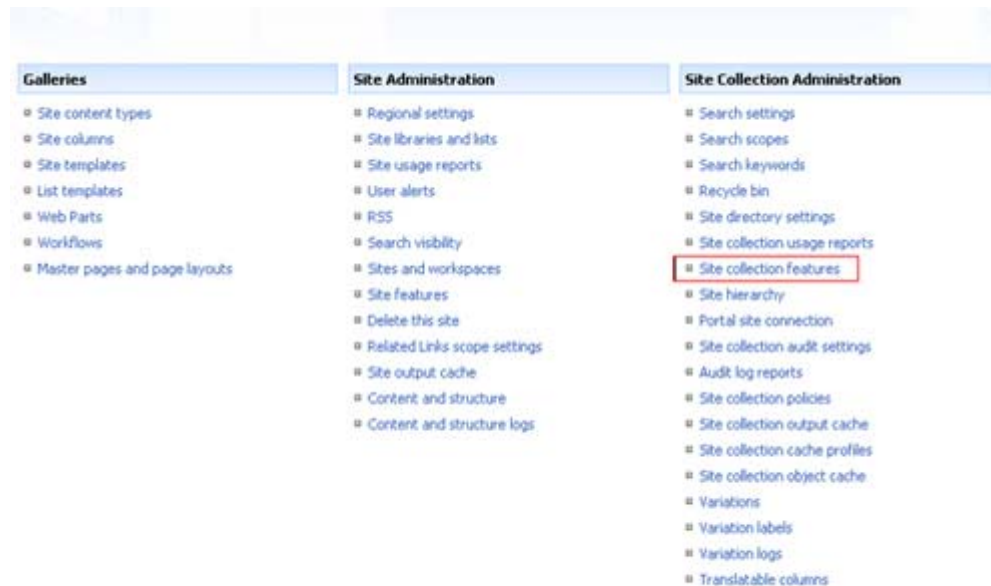 Galleries
Site content types
Site columns
Site templates
List templates
Web Parts
Workflows
Master pages and page layouts
Site Administration
Regional settings
Site libraries and lists
Site usage reports
User alerts
RSS
Search visibility
Sites and workspaces
Site features
Delete this site
Related Links scope settings
Site output cache
Content and structure
Content and structure logs
Site Collection Administration
Search settings
Search scopes
Search keywords
Recycle bin
Site directory settings
Site collection usage reports
Site collection features
Site hierarchy
Portal site connection
Site collection audit settings
Audit log reports
Site collection policies
Site collection output cache
Site collection cache profiles
Site collection object cache
Variations
Variation labels
Variation logs
Translatable columns